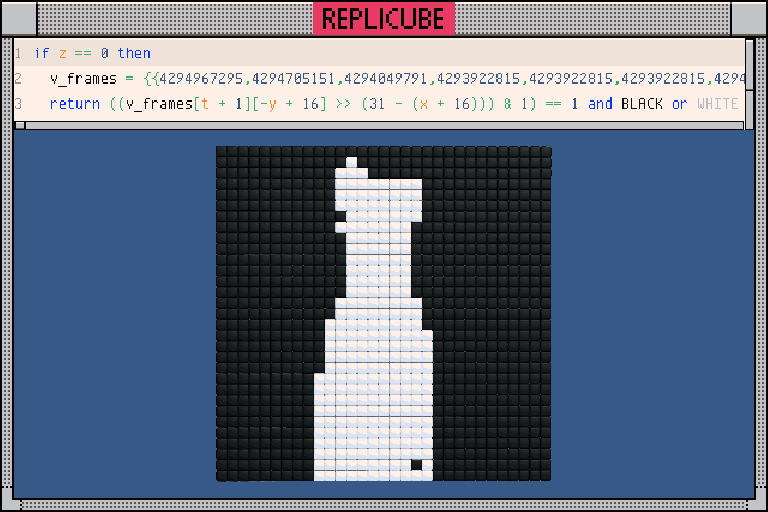 REPLICUBE
1 if z == 0 then
2 v_frames = {{4294967295,4294705151,4294049791,4293922815,4293922815,4293922815,4294
3 return ((v_frames[t + 1][-y + 16] >> (31 - (x + 16))) & 1) == 1 and BLACK or WHITE